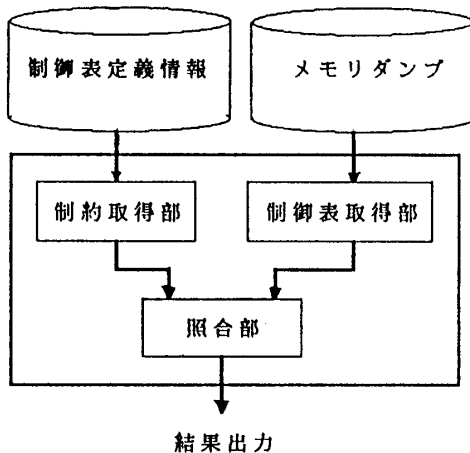 制御表定義情報
メモリダンプ
制約取得部
制御表取得部
照合部
結果出力